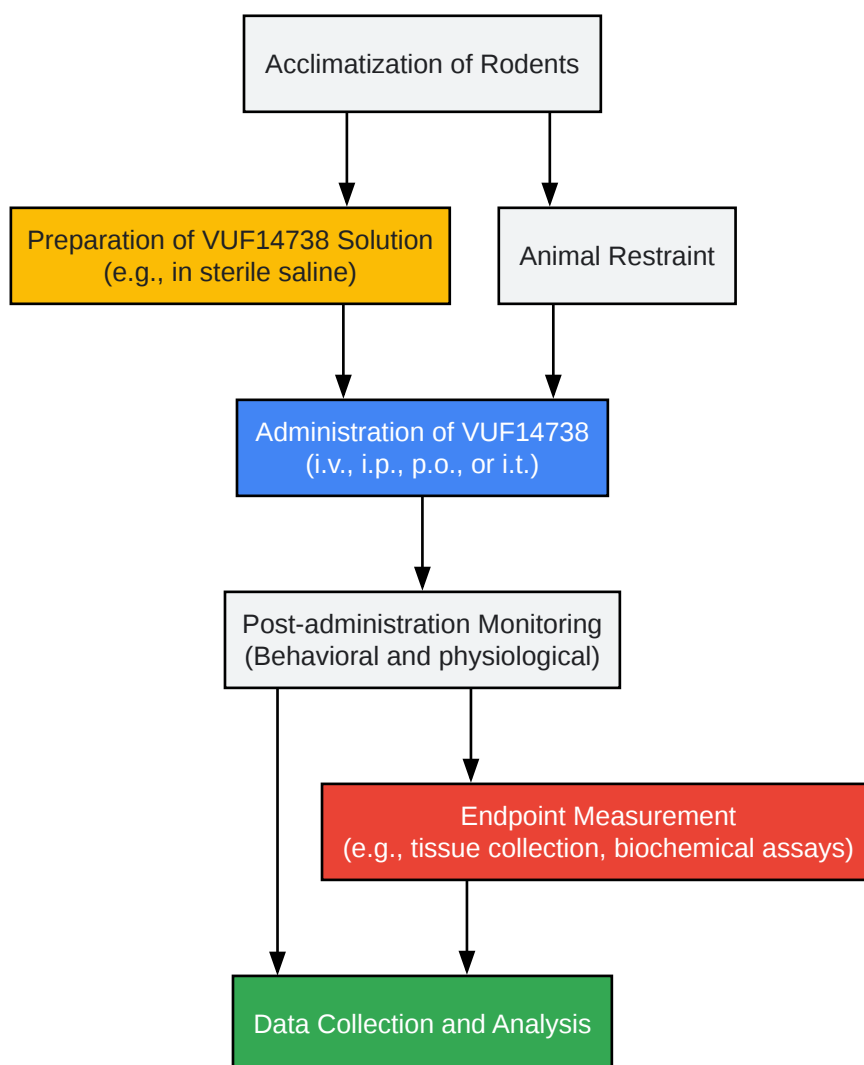 Acclimatization of Rodents
Preparation of VUF14738 Solution
(e.g., in sterile saline)
Animal Restraint
Administration of VUF14738
(i.v., i.p., p.o., or i.t.)
Post-administration Monitoring
(Behavioral and physiological)
Endpoint Measurement
(e.g., tissue collection, biochemical assays)
Data Collection and Analysis